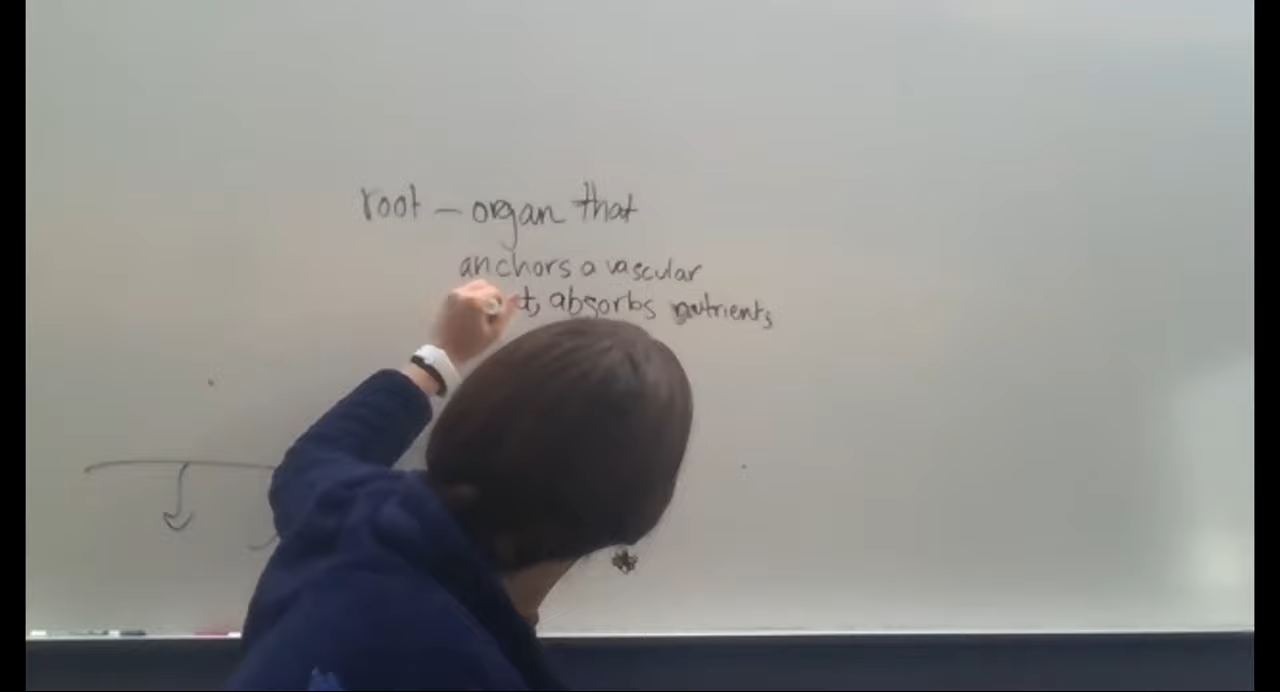 root - organ that
anchors a vascular
t, absorbs nutrients